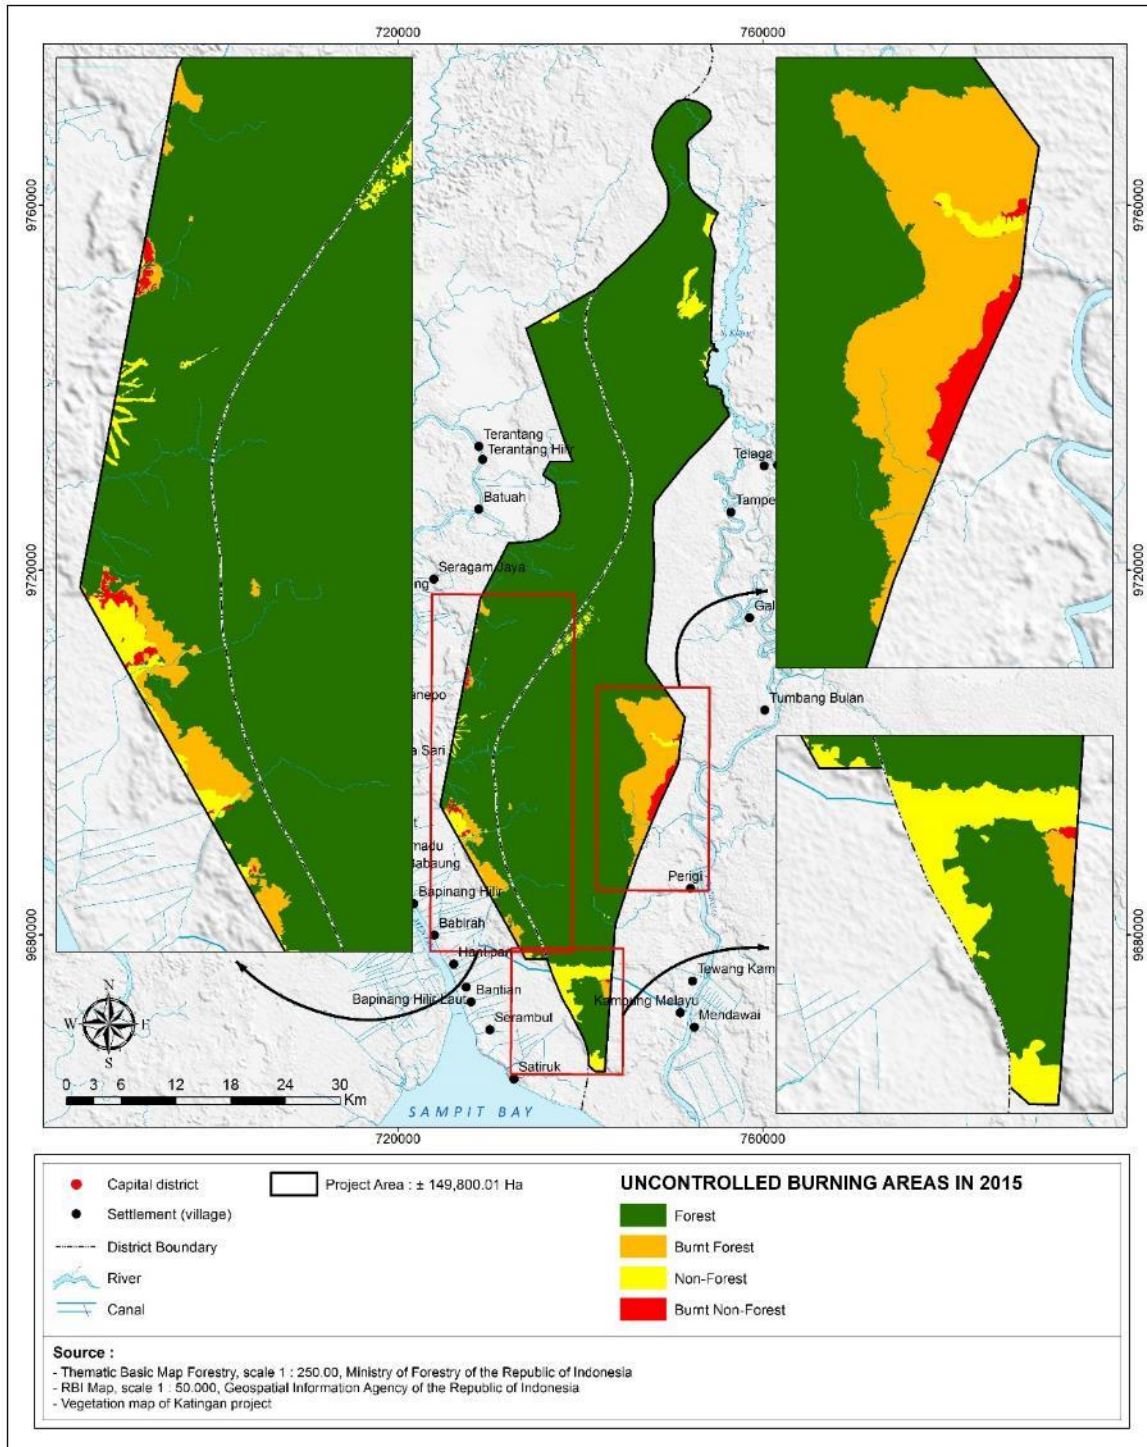 720000 760000
9760000 9760000
Terantang
Terantang Hilir
Telaga
Batuah
Tampe
9720000 9720000
Seragam Jaya
ng
Gal
anepo
Tumbang Bulan
a Sari
madu
Babaung
Perigi
Bapinang Hilir
Babirah
9680000 9680000
Hantipan
Tewang Kam
Bantian
Bapinang Hilir Laut
Kampung Melayu
Mendawai
Serambut
Satiruk
N
W E
S
0 3 6 12 18 24 30
Km
SAMPIT BAY
720000 760000
Capital district
Settlement (village)
District Boundary
River
Canal
Project Area : ± 149,800.01 Ha
UNCONTROLLED BURNING AREAS IN 2015
Forest
Burnt Forest
Non-Forest
Burnt Non-Forest
Source :
- Thematic Basic Map Forestry, scale 1 : 250.00, Ministry of Forestry of the Republic of Indonesia
- RBI Map, scale 1 : 50.000, Geospatial Information Agency of the Republic of Indonesia
- Vegetation map of Katingan project